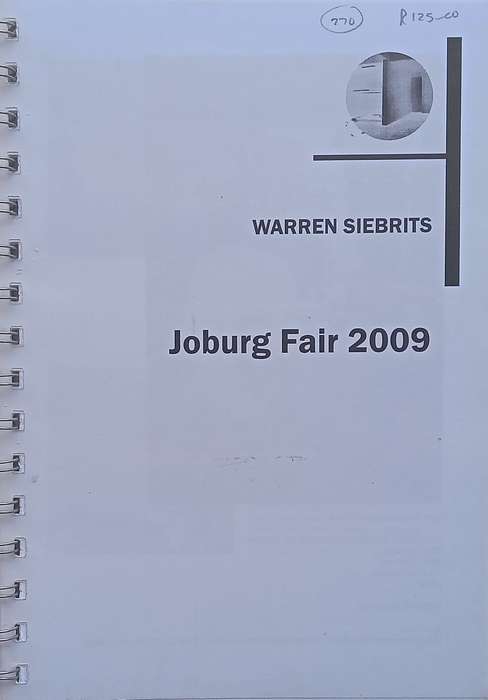 770 R125-00
WARREN SIEBRITS
Joburg Fair 2009